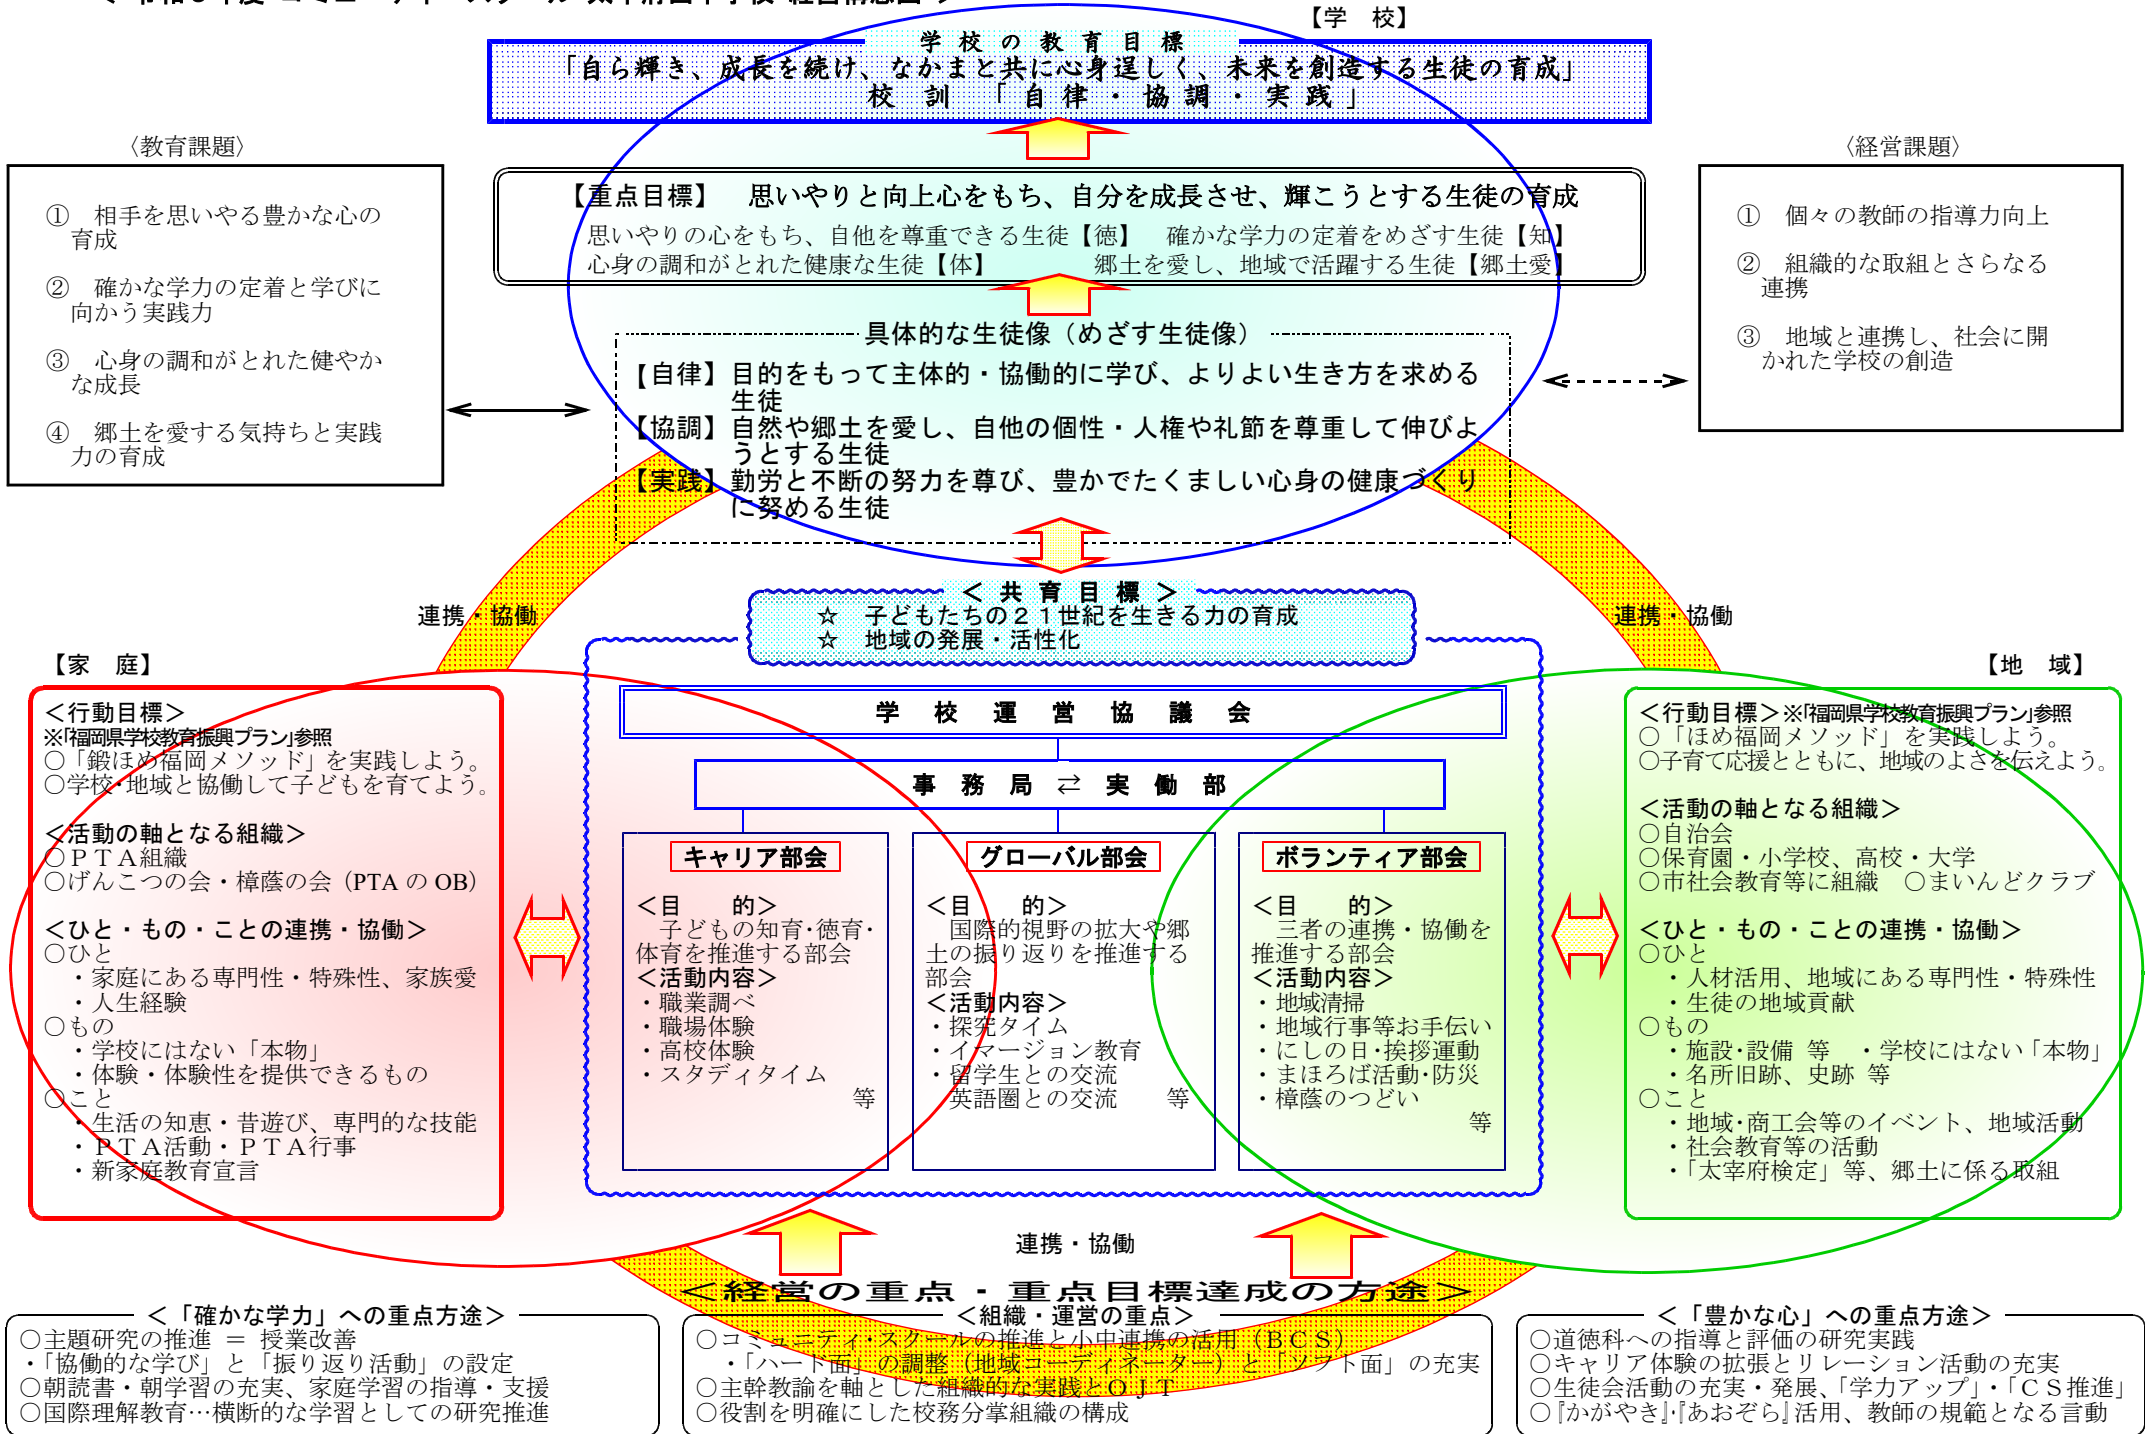 【学　校】
学校の教育目標
「自ら輝き、成長を続け、なかまと共に心身逞しく、未来を創造する生徒の育成」
校　訓　「自律・協調・実践」
〈教育課題〉
①　相手を思いやる豊かな心の
育成
②　確かな学力の定着と学びに
向かう実践力
③　心身の調和がとれた健やか
な成長
④　郷土を愛する気持ちと実践
力の育成
【重点目標】　思いやりと向上心をもち、自分を成長させ、輝こうとする生徒の育成
思いやりの心をもち、自他を尊重できる生徒【徳】　確かな学力の定着をめざす生徒【知】
心身の調和がとれた健康な生徒【体】　郷土を愛し、地域で活躍する生徒【郷土愛】
〈経営課題〉
①　個々の教師の指導力向上
②　組織的な取組とさらなる
連携
③　地域と連携し、社会に開
かれた学校の創造
具体的な生徒像（めざす生徒像）
【自律】目的をもって主体的・協働的に学び、よりよい生き方を求める
生徒
【協調】自然や郷土を愛し、自他の個性・人権や礼節を尊重して伸びよ
うとする生徒
【実践】勤労と不断の努力を尊び、豊かでたくましい心身の健康づくり
に努める生徒
連携・協働
連携・協働
＜共育目標＞
☆　子どもたちの２１世紀を生きる力の育成
☆　地域の発展・活性化
【家　庭】
＜行動目標＞
※「福岡県学校教育振興プラン」参照
○「鍛ほめ福岡メソッド」を実践しよう。
○学校・地域と協働して子どもを育てよう。
＜活動の軸となる組織＞
○ＰＴＡ組織
○げんこつの会・樟蔭の会（PTA の OB）
＜ひと・もの・ことの連携・協働＞
○ひと
・家庭にある専門性・特殊性、家族愛
・人生経験
○もの
・学校にはない「本物」
・体験・体験性を提供できるもの
○こと
・生活の知恵・昔遊び、専門的な技能
・ＰＴＡ活動・ＰＴＡ行事
・新家庭教育宣言
学校運営協議会
事務局 ⇄ 実働部
キャリア部会
＜目　　的＞
子どもの知育・徳育・
体育を推進する部会
＜活動内容＞
・職業調べ
・職場体験
・高校体験
・スタディタイム
等
グローバル部会
＜目　　的＞
国際的視野の拡大や郷
土の振り返りを推進する
部会
＜活動内容＞
・探究タイム
・イマージョン教育
・留学生との交流
英語圏との交流　　等
ボランティア部会
＜目　　的＞
三者の連携・協働を
推進する部会
＜活動内容＞
・地域清掃
・地域行事等お手伝い
・にしの日・挨拶運動
・まほろば活動・防災
・樟蔭のつどい
等
【地　域】
＜行動目標＞※「福岡県学校教育振興プラン」参照
○「ほめ福岡メソッド」を実践しよう。
○子育て応援とともに、地域のよさを伝えよう。
＜活動の軸となる組織＞
○自治会
○保育園・小学校、高校・大学
○市社会教育等に組織　○まいんどクラブ
＜ひと・もの・ことの連携・協働＞
○ひと
・人材活用、地域にある専門性・特殊性
・生徒の地域貢献
○もの
・施設・設備 等　・学校にはない「本物」
・名所旧跡、史跡 等
○こと
・地域・商工会等のイベント、地域活動
・社会教育等の活動
・「太宰府検定」等、郷土に係る取組
連携・協働
＜経営の重点・重点目標達成の方途＞
＜「確かな学力」への重点方途＞
○主題研究の推進 ＝ 授業改善
・「協働的な学び」と「振り返り活動」の設定
○朝読書・朝学習の充実、家庭学習の指導・支援
○国際理解教育…横断的な学習としての研究推進
＜組織・運営の重点＞
○コミュニティ・スクールの推進と小中連携の活用（ＢＣＳ）
・「ハード面」の調整（地域コーディネーター）と「ソフト面」の充実
○主幹教諭を軸とした組織的な実践とＯＪＴ
○役割を明確にした校務分掌組織の構成
＜「豊かな心」への重点方途＞
○道徳科への指導と評価の研究実践
○キャリア体験の拡張とリレーション活動の充実
○生徒会活動の充実・発展、「学力アップ」・「ＣＳ推進」
○『かがやき』・『あおぞら』活用、教師の規範となる言動